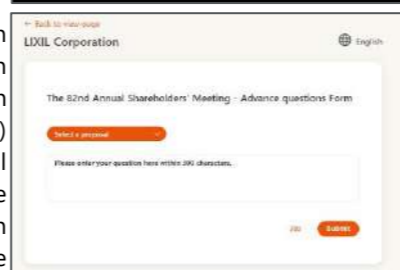 ← Back to view page
LIXIL Corporation
English
The 82nd Annual Shareholders' Meeting - Advance questions Form
Select a proposal
Please enter your question here within 200 characters.
200
Submit
n
n
n
)
l
e
n
e